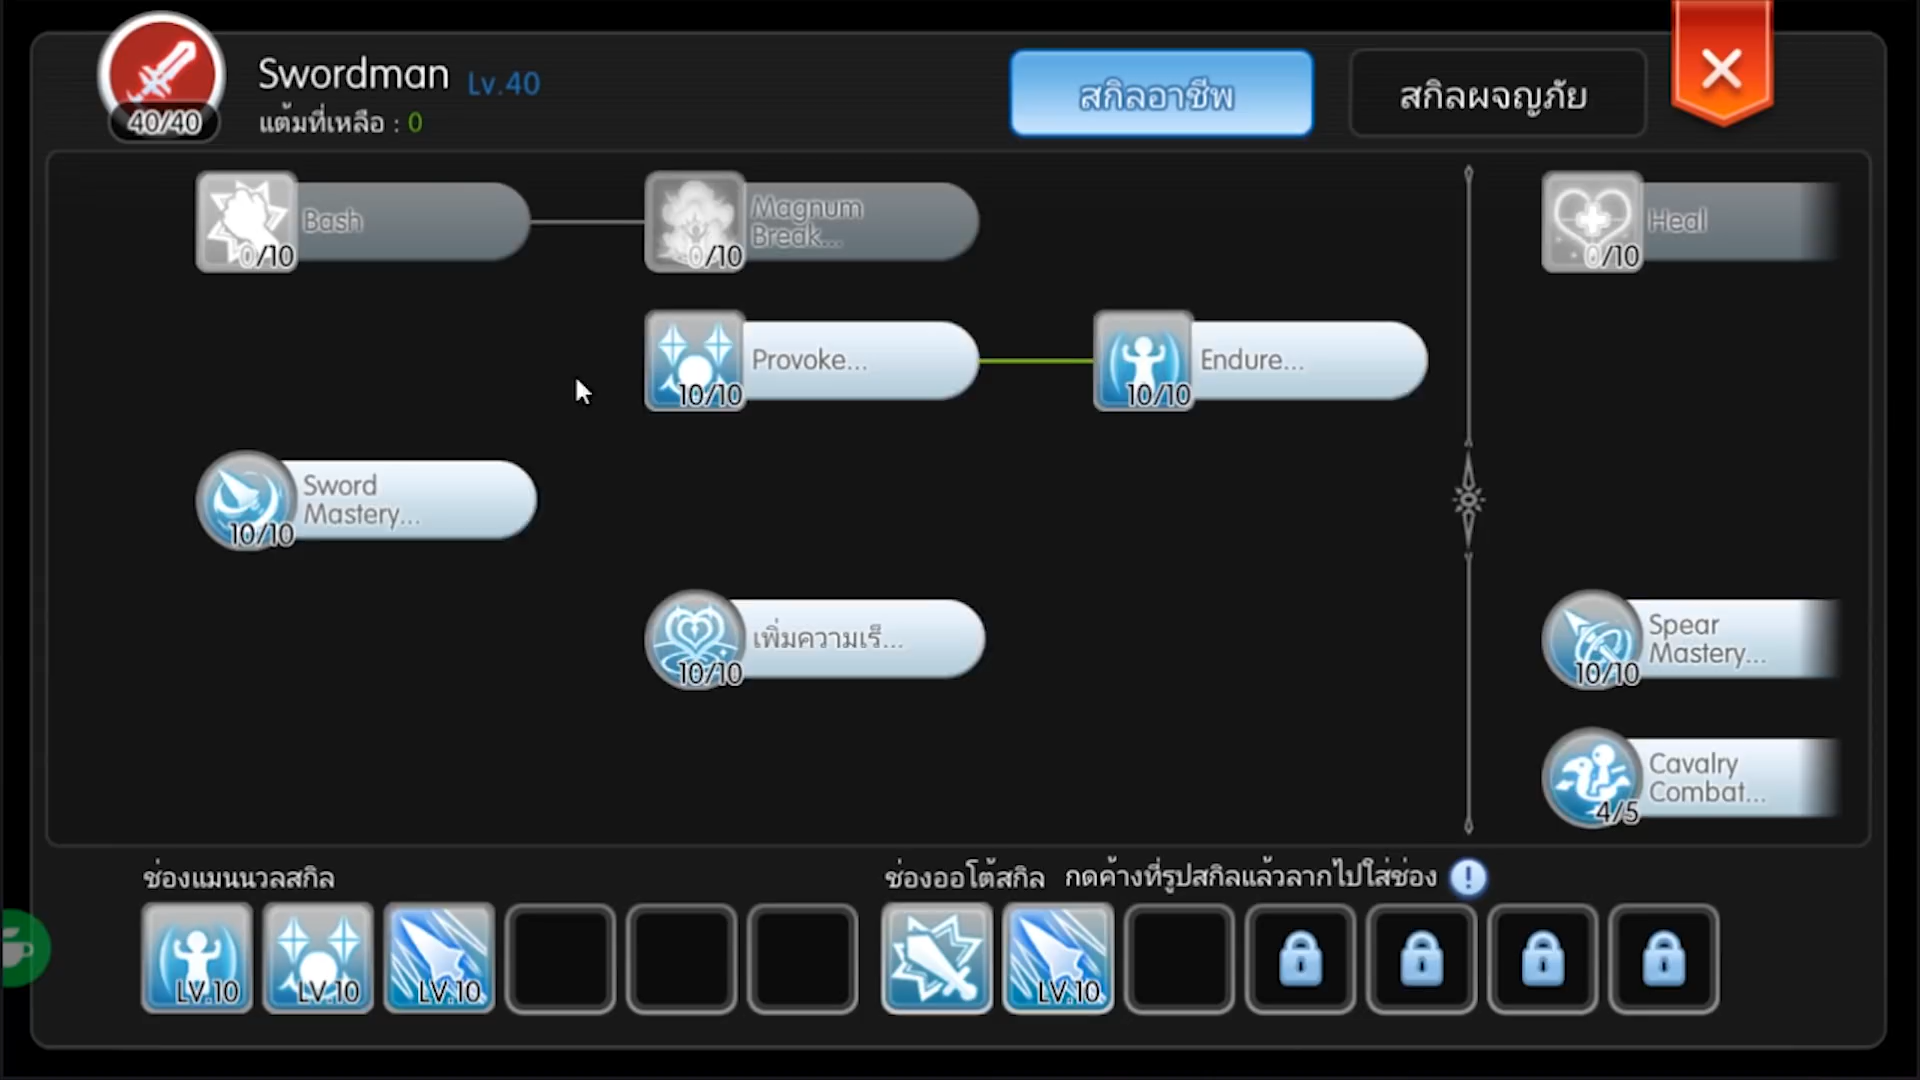 Swordman Lv.40
40/40
แต้มที่เหลือ : 0
สกิลอาชีพ
สกิลผจญภัย
Bash
0/10
Magnum
Break...
0/10
Heal
0/10
Provoke...
10/10
Endure...
10/10
Sword
Mastery...
10/10
เพิ่มความเร็...
10/10
Spear
Mastery...
10/10
Cavalry
Combat...
4/5
ช่องแมนนวลสกิล
ช่องออโต้สกิล กดค้างที่รูปสกิลแล้วลากไปใส่ช่อง
LV.10
LV.10
LV.10
LV.10